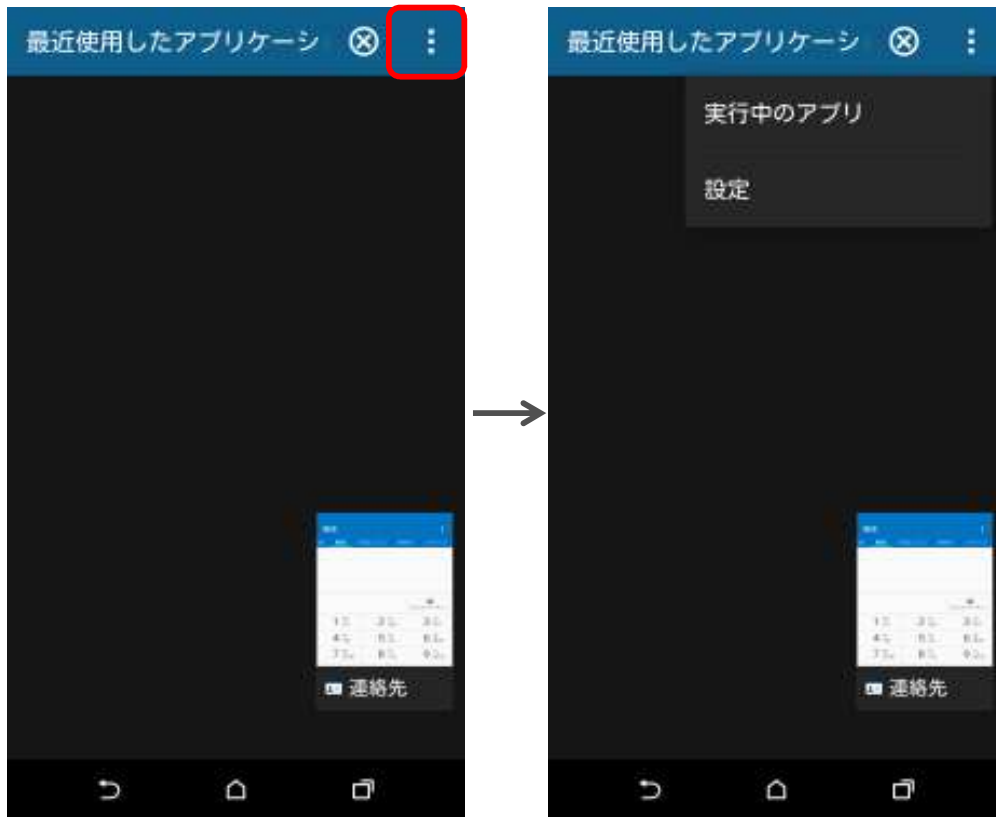 最近使用したアプリケーシ
連絡先
最近使用したアプリケーシ
実行中のアプリ
設定
連絡先